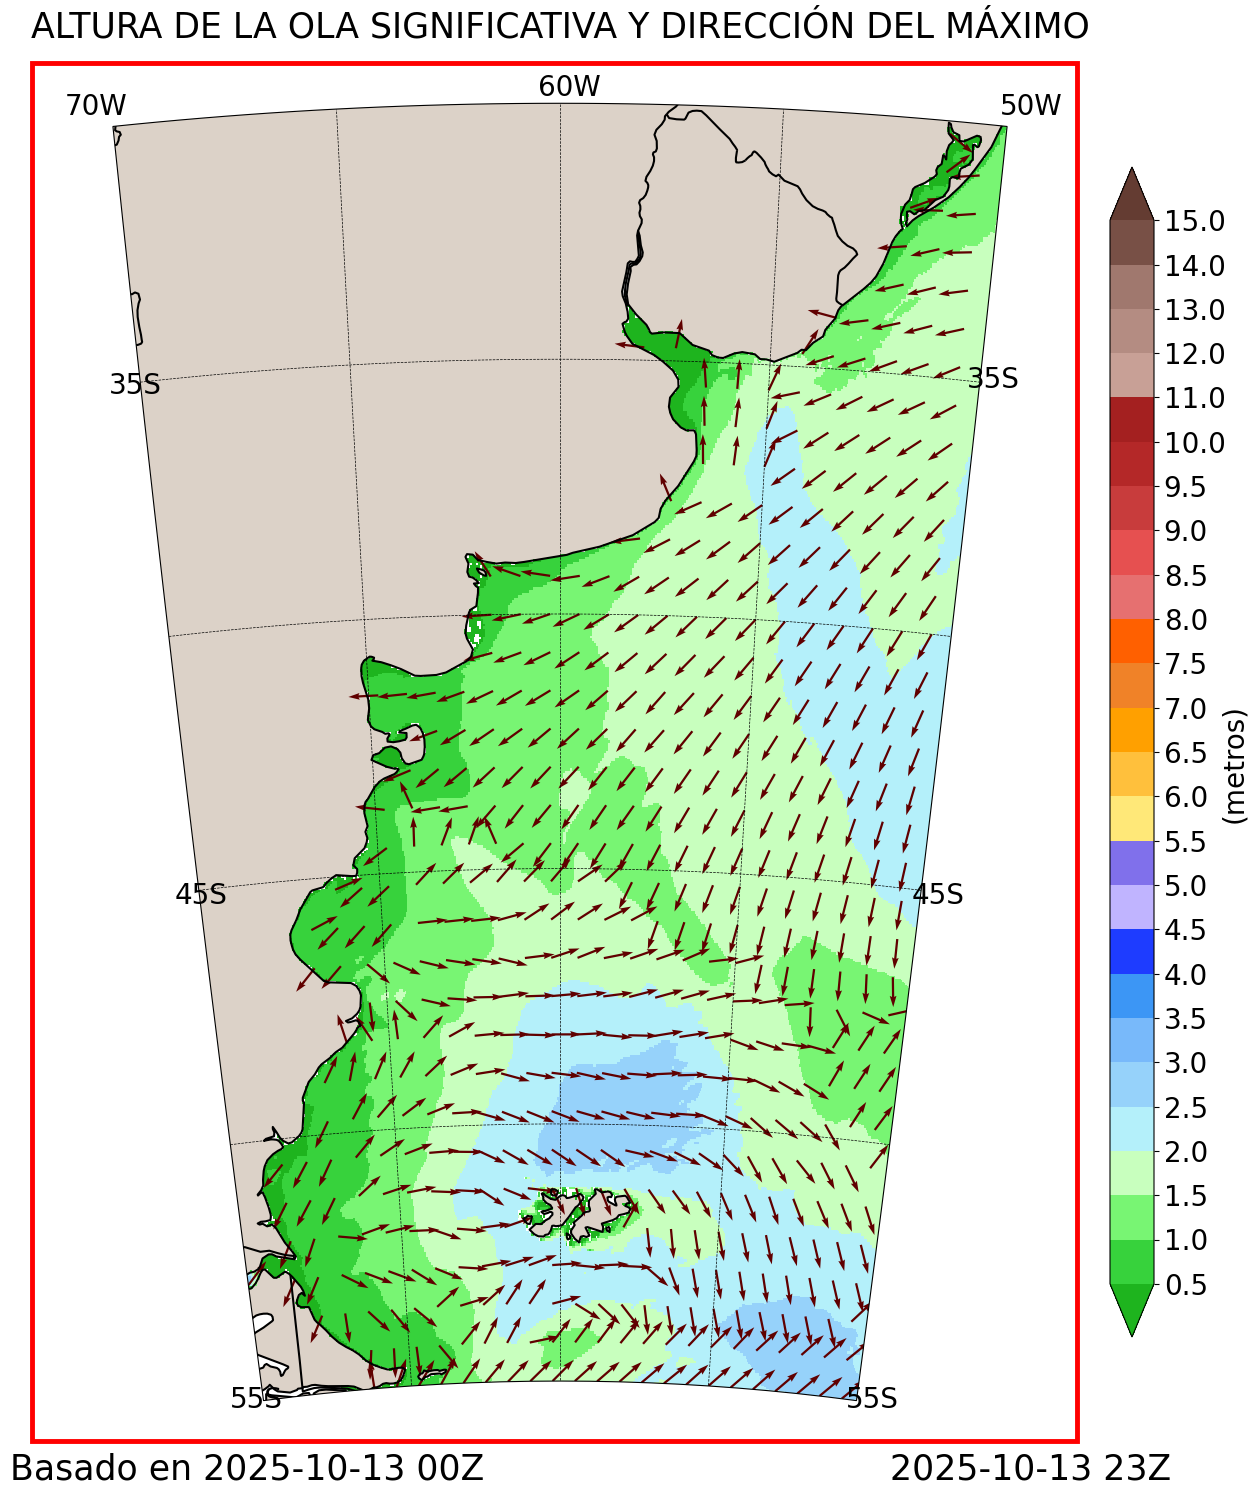 ALTURA DE LA OLA SIGNIFICATIVA Y DIRECCIÓN DEL MÁXIMO
70W
60W
50W
35S
35S
45S
45S
55S
55S
15.0
14.0
13.0
12.0
11.0
10.0
9.5
9.0
8.5
8.0
7.5
7.0
6.5
6.0
5.5
5.0
4.5
4.0
3.5
3.0
2.5
2.0
1.5
1.0
0.5
(metros)
Basado en 2025-10-13 00Z
2025-10-13 23Z